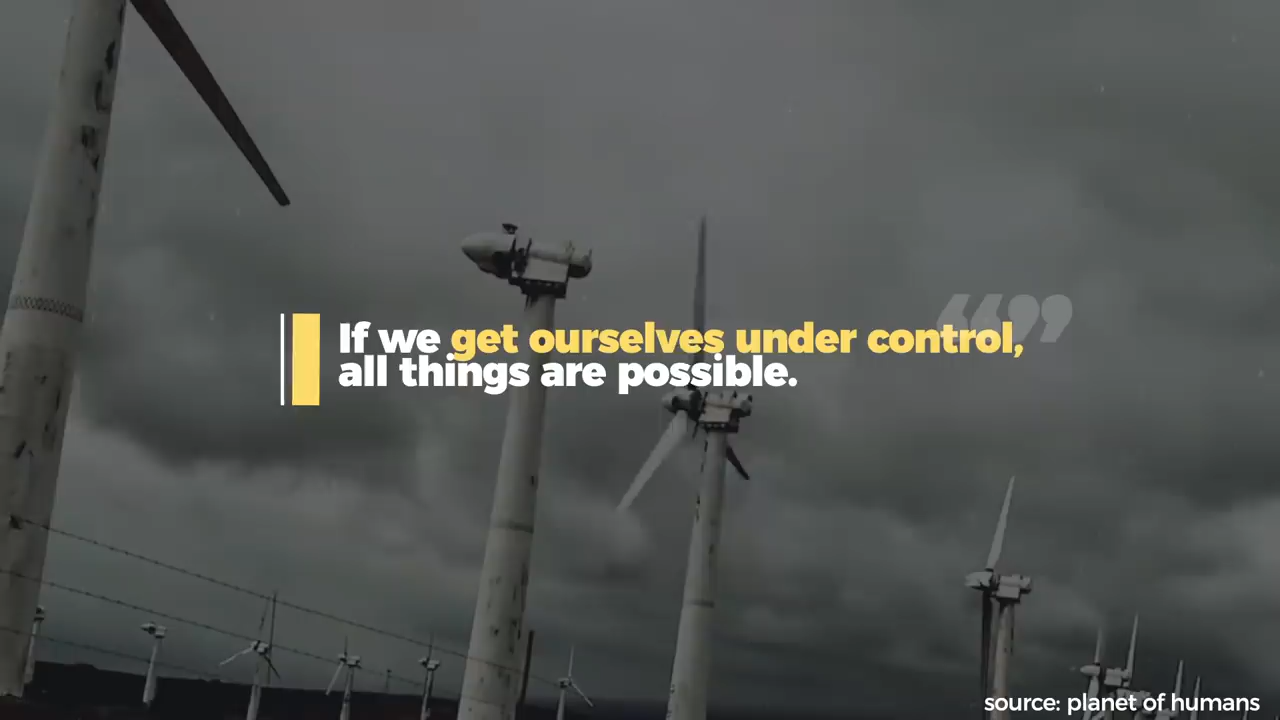 If we get ourselves under control,
all things are possible.
source: planet of humans